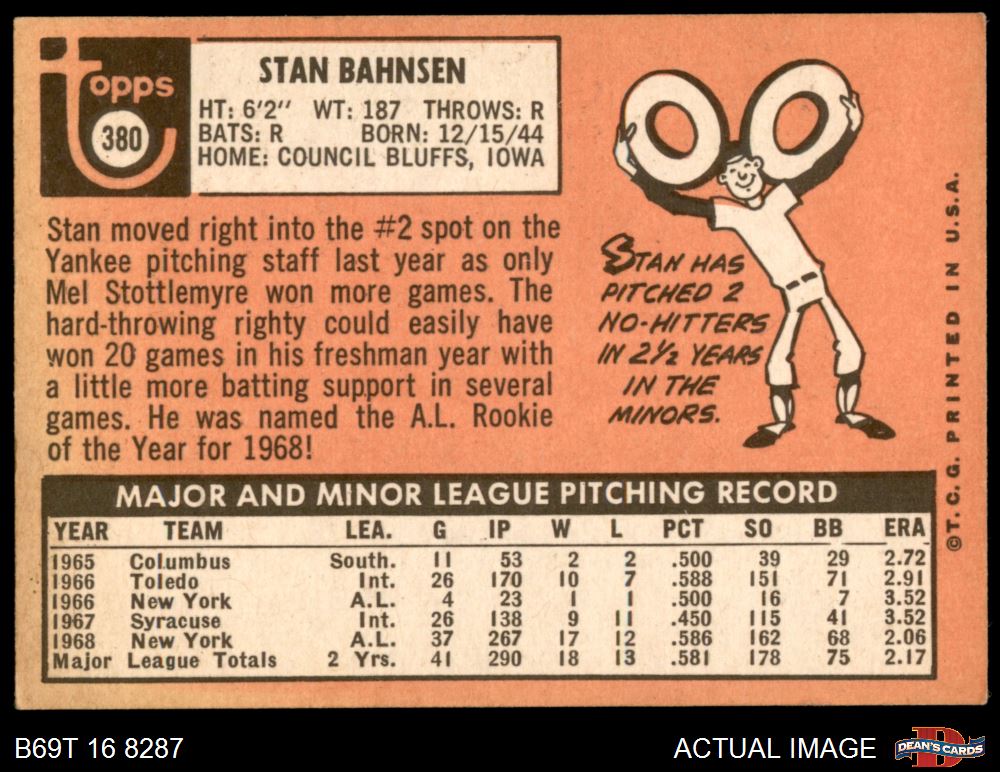 topps
380
STAN BAHNSEN
HT: 6'2" WT: 187 THROWS: R
BATS: R BORN: 12/15/44
HOME: COUNCIL BLUFFS, IOWA
Stan moved right into the #2 spot on the
Yankee pitching staff last year as only
Mel Stottlemyre won more games. The
hard-throwing righty could easily have
won 20 games in his freshman year with
a little more batting support in several
games. He was named the A.L. Rookie
of the Year for 1968!
STAN HAS
PITCHED 2
NO-HITTERS
IN 2½ YEARS
IN THE
MINORS.
©T.C.G. PRINTED IN U.S.A.
MAJOR AND MINOR LEAGUE PITCHING RECORD
YEAR TEAM LEA. G IP W L PCT SO BB ERA
1965 Columbus South. 11 53 2 2 .500 39 29 2.72
1966 Toledo Int. 26 170 10 7 .588 151 71 2.91
1966 New York A.L. 4 23 1 1 .500 16 7 3.52
1967 Syracuse Int. 26 138 9 11 .450 115 41 3.52
1968 New York A.L. 37 267 17 12 .586 162 68 2.06
Major League Totals 2 Yrs. 41 290 18 13 .581 178 75 2.17
B69T 16 8287
ACTUAL IMAGE
DEAN'S CARDS